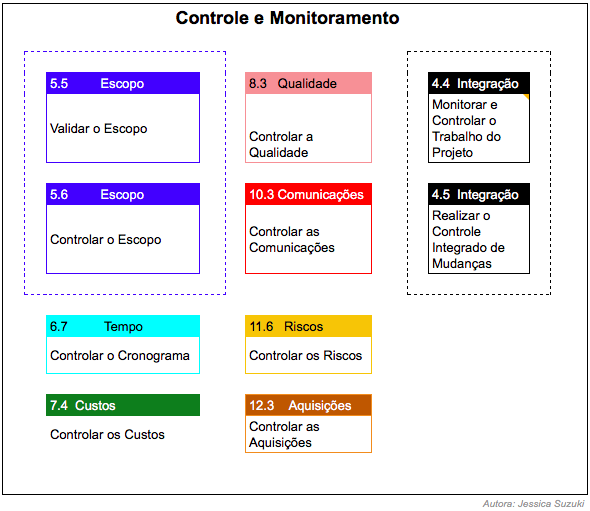 Controle e Monitoramento
5.5 Escopo
Validar o Escopo
8.3 Qualidade
Controlar a
Qualidade
4.4 Integração
Monitorar e
Controlar o
Trabalho do
Projeto
5.6 Escopo
Controlar o Escopo
10.3 Comunicações
Controlar as
Comunicações
4.5 Integração
Realizar o
Controle
Integrado de
Mudanças
6.7 Tempo
Controlar o Cronograma
11.6 Riscos
Controlar os Riscos
7.4 Custos
Controlar os Custos
12.3 Aquisições
Controlar as
Aquisições
Autora: Jessica Suzuki